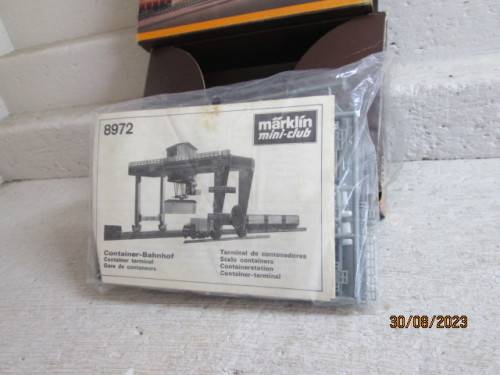 8972
märklin
mini-club
Container-Bahnhof
Container terminal
Gare de conteneurs
Terminal de contenedores
Scalo containers
Containerstation
Container-terminal
30/08/2023